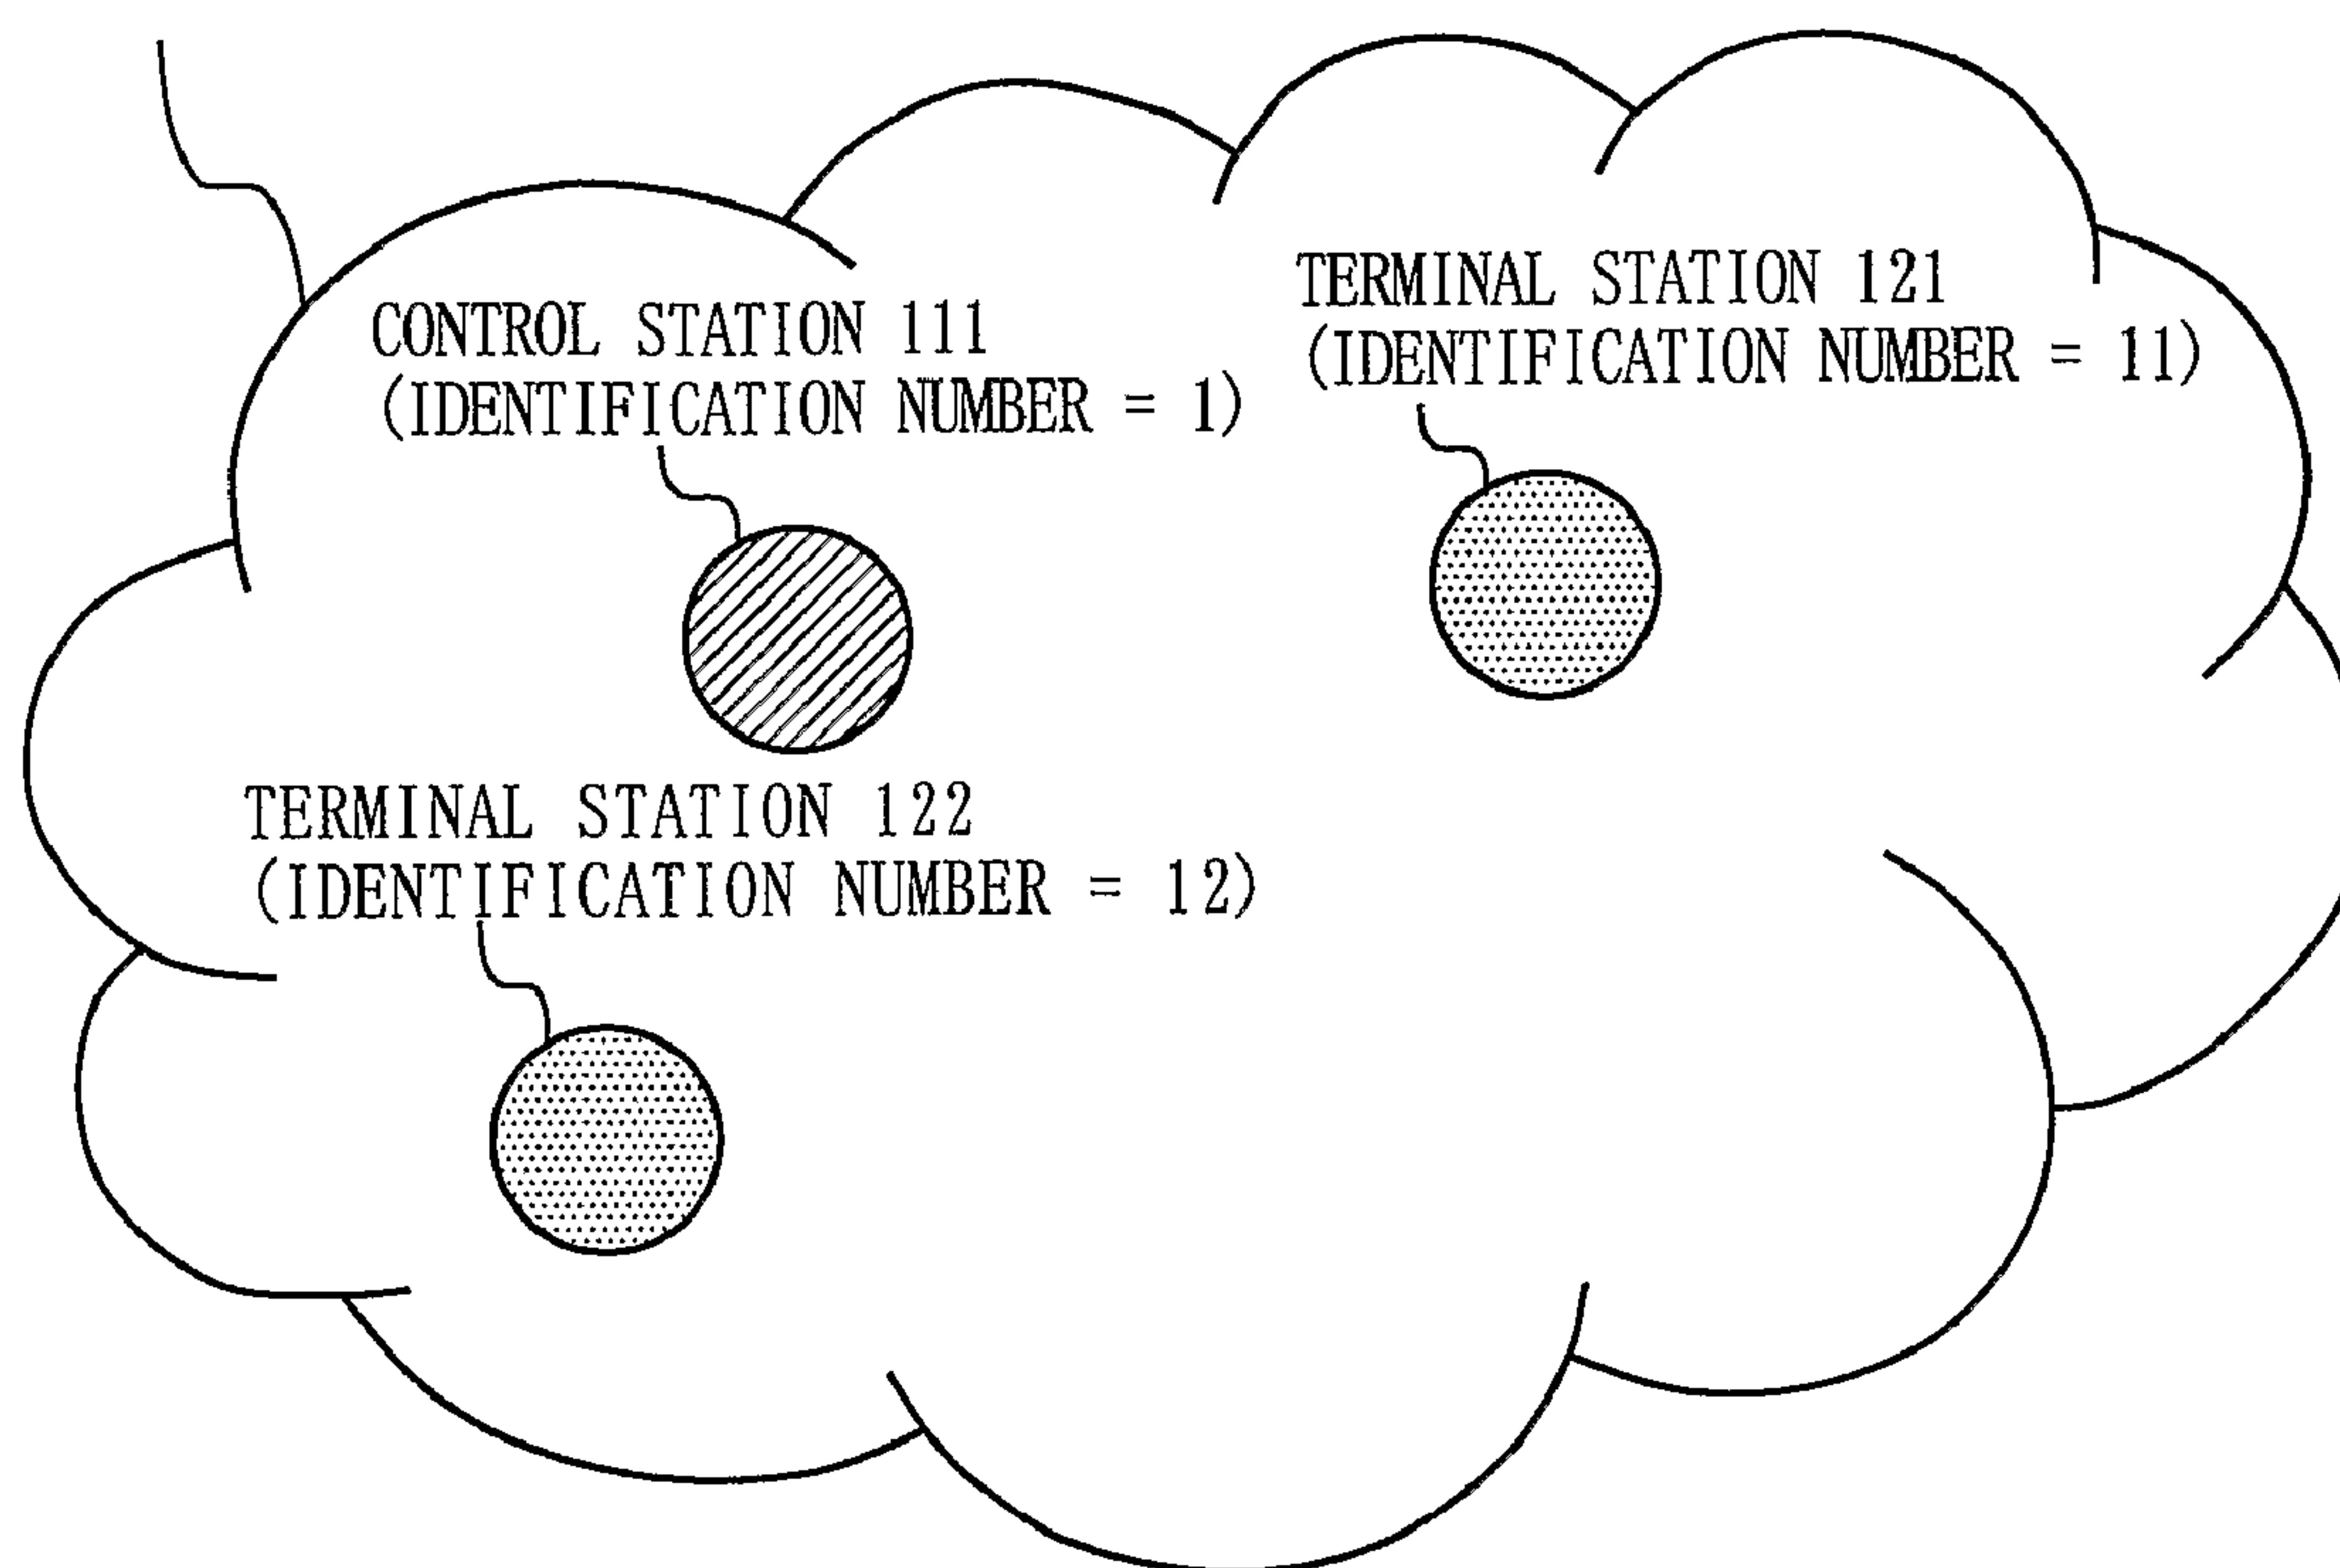 CONTROL STATION 111
(IDENTIFICATION NUMBER = 1)
TERMINAL STATION 121
(IDENTIFICATION NUMBER = 11)
TERMINAL STATION 122
(IDENTIFICATION NUMBER = 12)